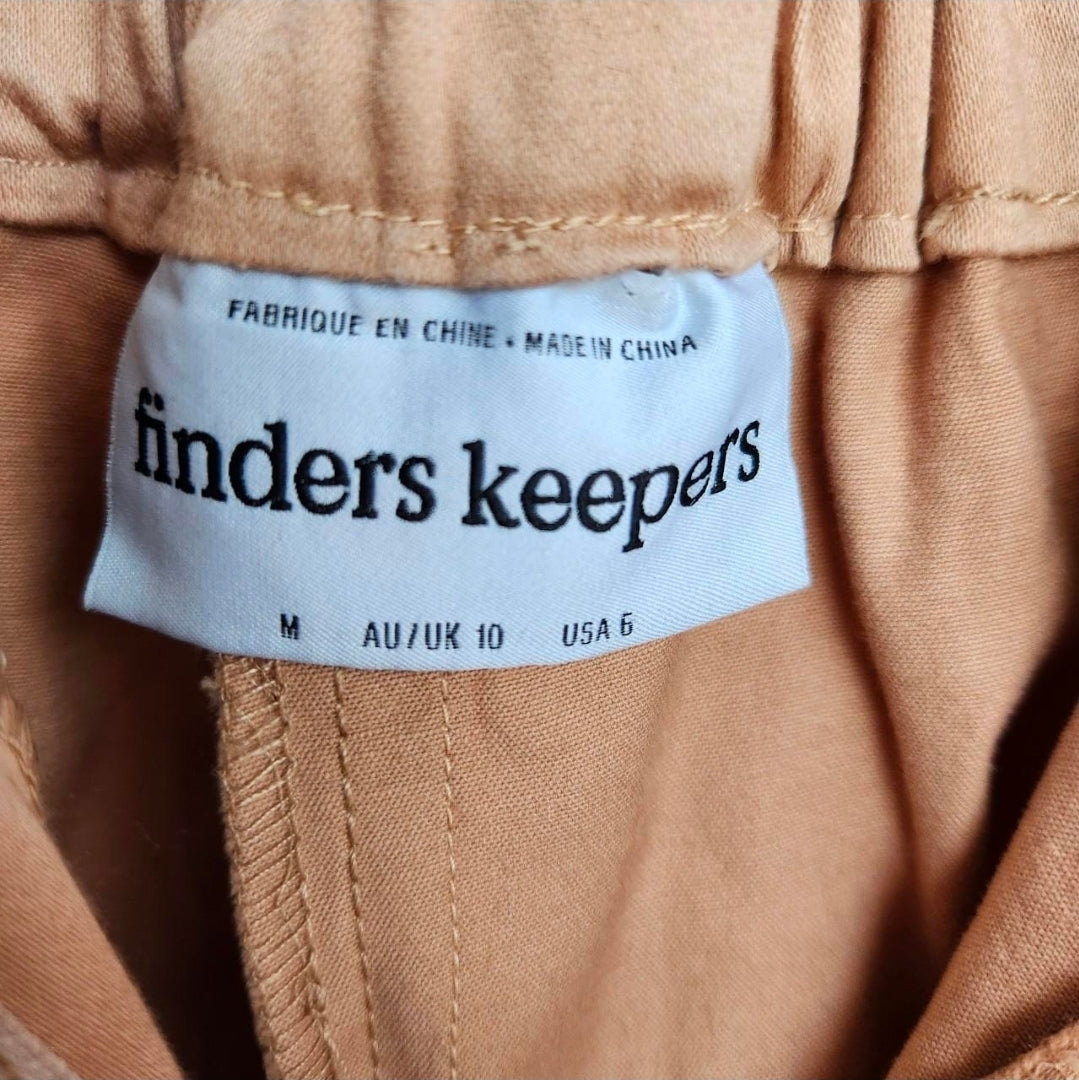 FABRIQUE EN CHINE • MADE IN CHINA
finders keepers
M AU/UK 10 USA 6